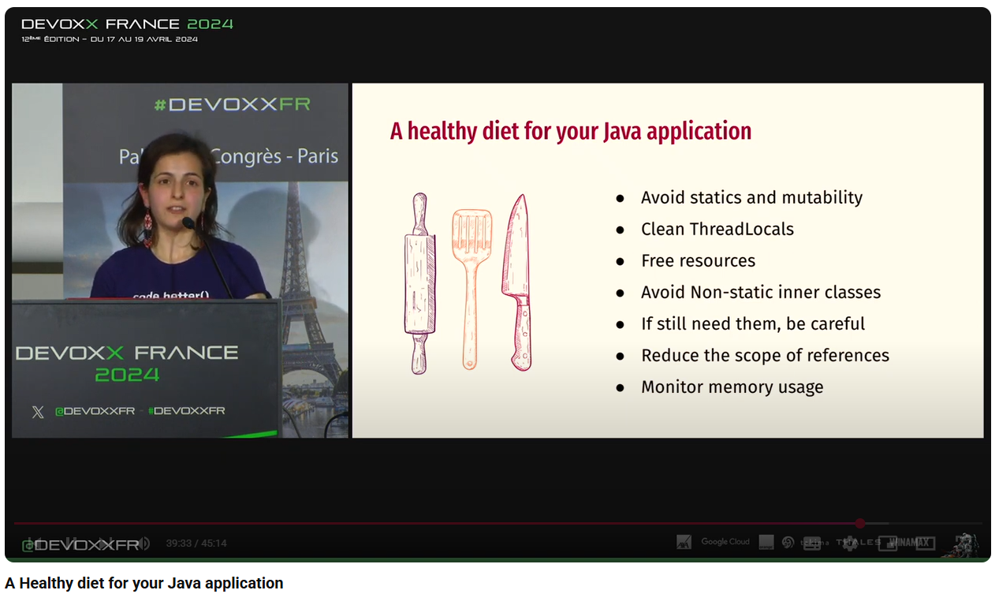 DEVOXX FRANCE 2024
12ÈME ÉDITION - DU 17 AU 19 AVRIL 2024
#DEVOXXFR
Congrès - Paris
code.better()
DEVOXX FRANCE
2024
@DEVOXXFR - #DEVOXXFR
A healthy diet for your Java application
● Avoid statics and mutability
● Clean ThreadLocals
● Free resources
● Avoid Non-static inner classes
● If still need them, be careful
● Reduce the scope of references
● Monitor memory usage
@DEVOXXFR
39:33 / 45:14
Google Cloud
THALES
WINAMAX
A Healthy diet for your Java application